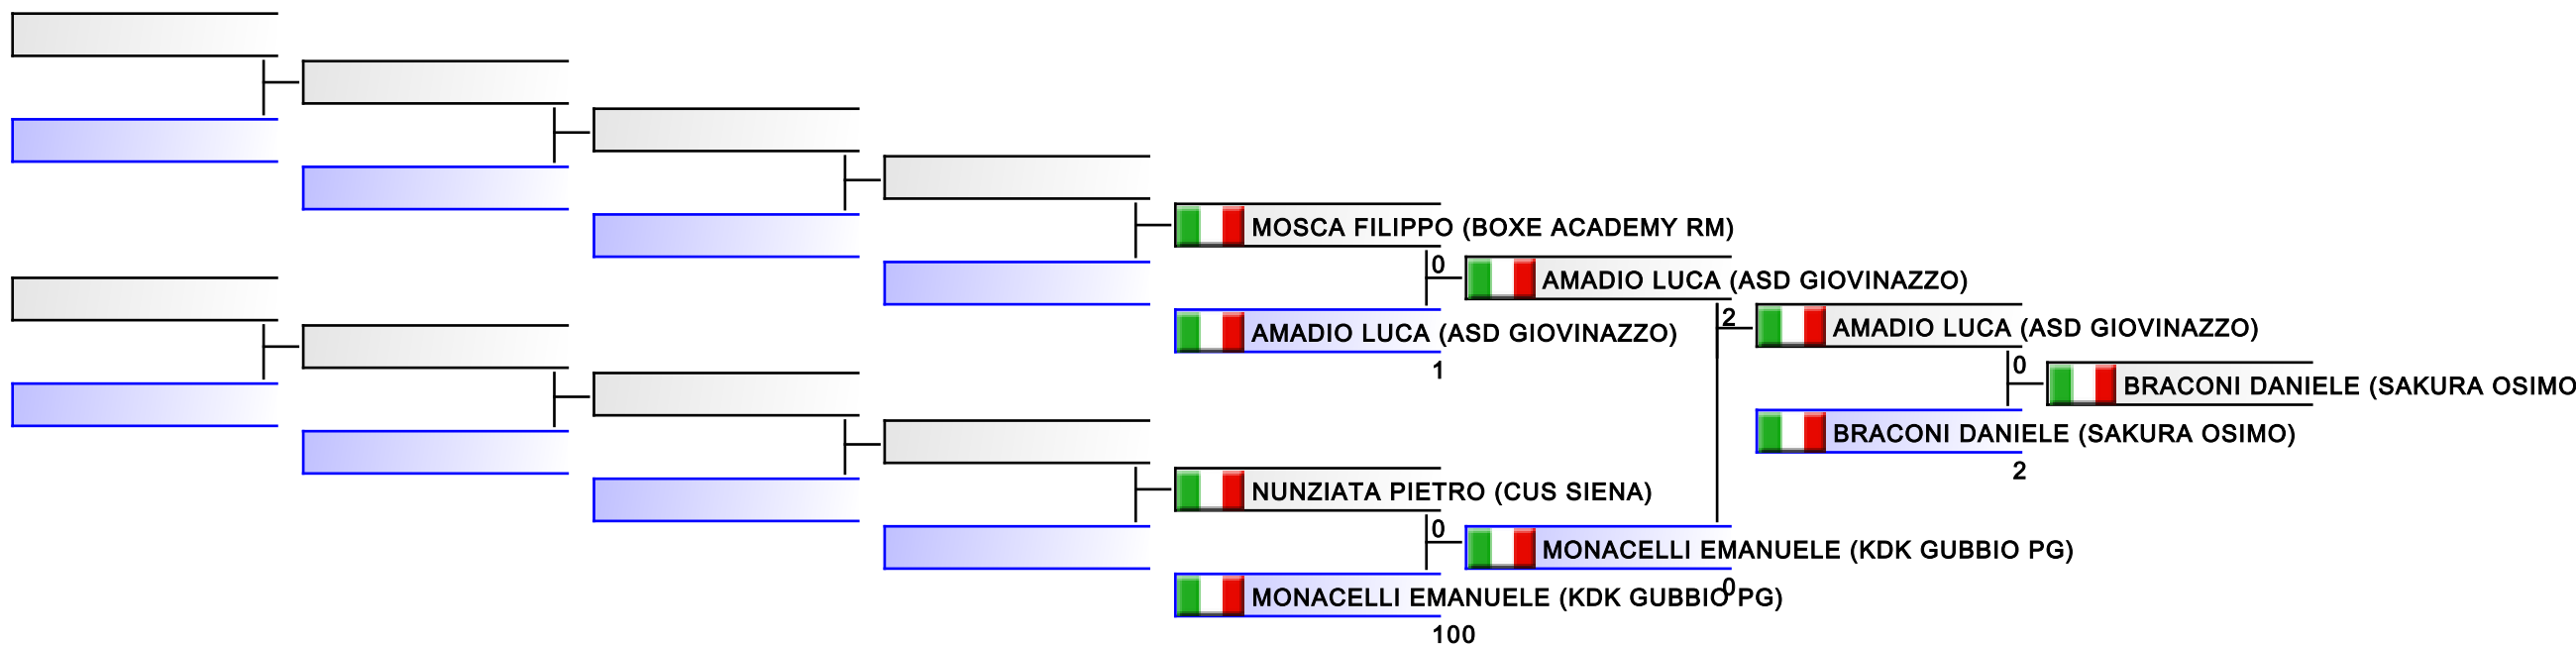 MOSCA FILIPPO (BOXE ACADEMY RM)
0
AMADIO LUCA (ASD GIOVINAZZO)
2
AMADIO LUCA (ASD GIOVINAZZO)
AMADIO LUCA (ASD GIOVINAZZO)
1
0
BRACONI DANIELE (SAKURA OSIMO
BRACONI DANIELE (SAKURA OSIMO)
2
NUNZIATA PIETRO (CUS SIENA)
0
MONACELLI EMANUELE (KDK GUBBIO PG)
0
MONACELLI EMANUELE (KDK GUBBIO PG)
100